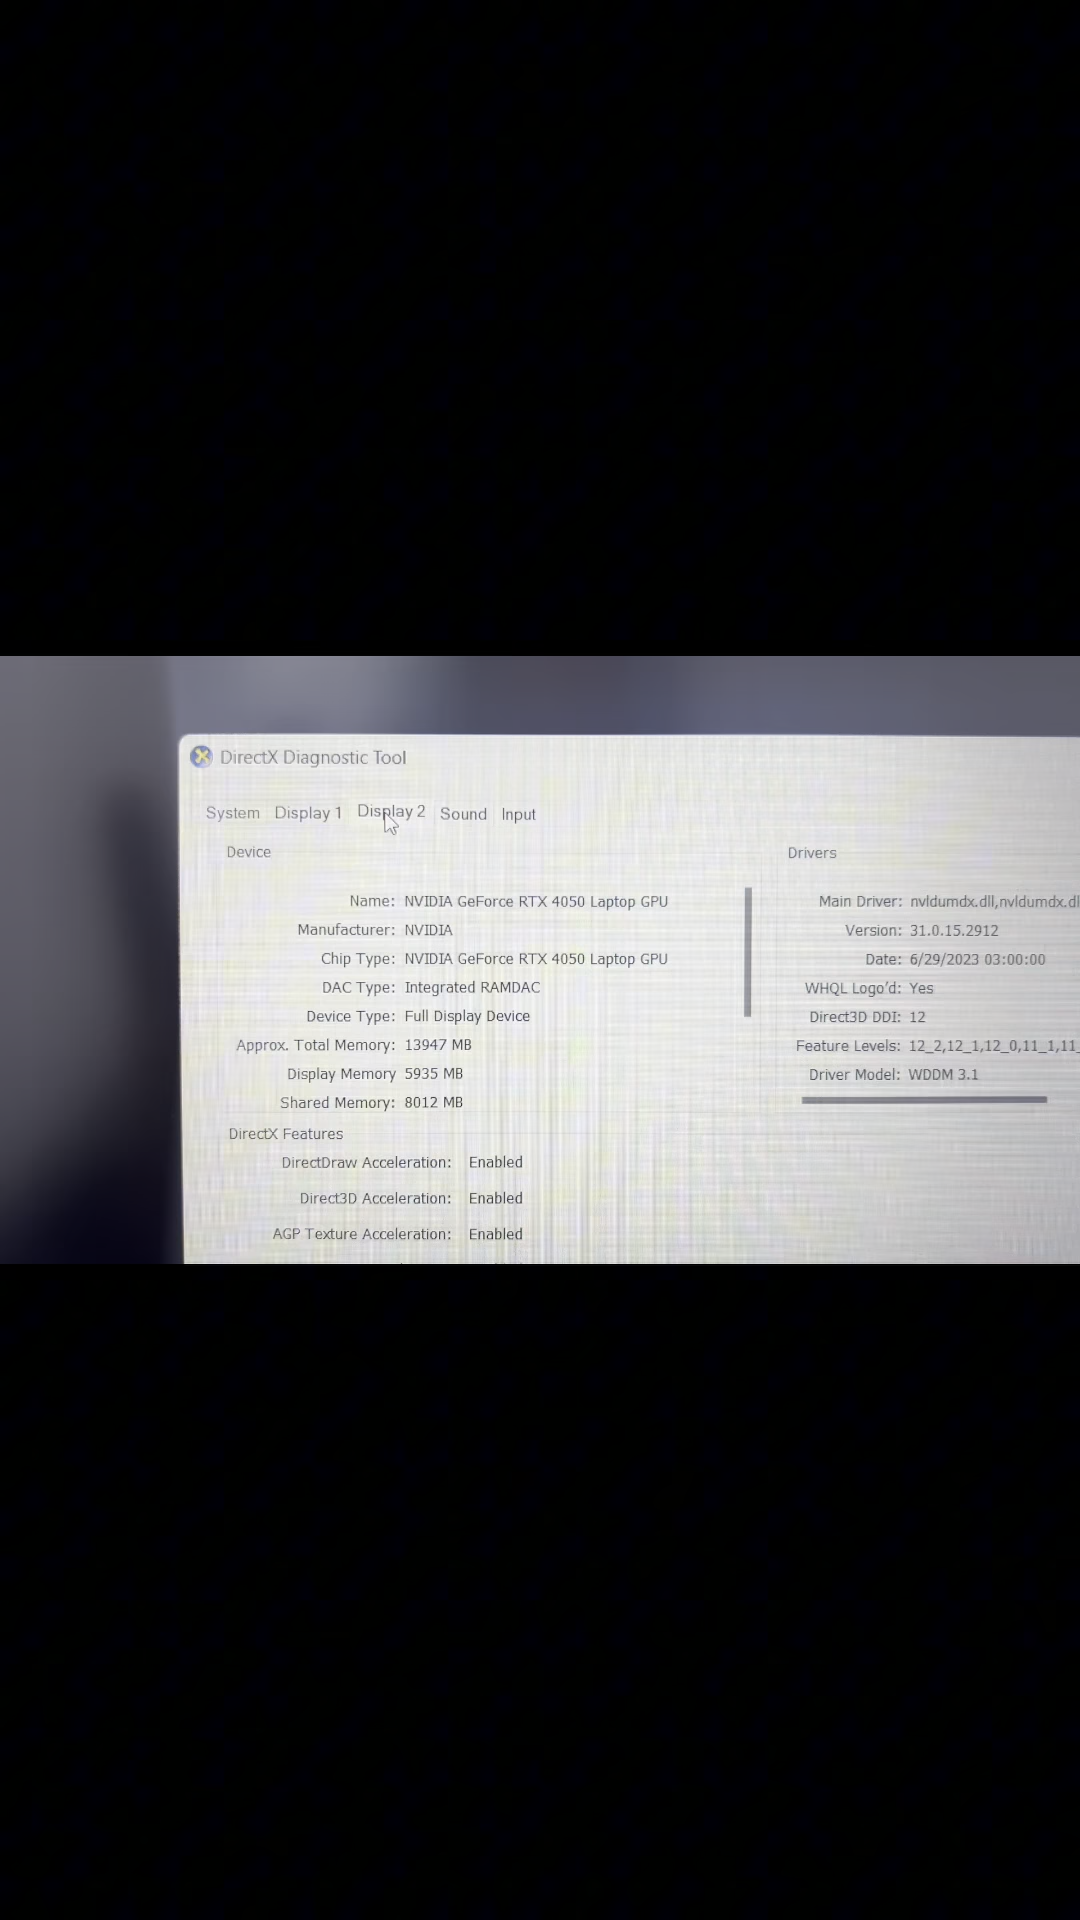 DirectX Diagnostic Tool
System Display 1 Display 2 Sound Input
Device
Name: NVIDIA GeForce RTX 4050 Laptop GPU
Manufacturer: NVIDIA
Chip Type: NVIDIA GeForce RTX 4050 Laptop GPU
DAC Type: Integrated RAMDAC
Device Type: Full Display Device
Approx. Total Memory: 13947 MB
Display Memory 5935 MB
Shared Memory: 8012 MB
Drivers
Main Driver: nvldumdx.dll,nvldumdx.dl
Version: 31.0.15.2912
Date: 6/29/2023 03:00:00
WHQL Logo'd: Yes
Direct3D DDI: 12
Feature Levels: 12_2,12_1,12_0,11_1,11_
Driver Model: WDDM 3.1
DirectX Features
DirectDraw Acceleration: Enabled
Direct3D Acceleration: Enabled
AGP Texture Acceleration: Enabled